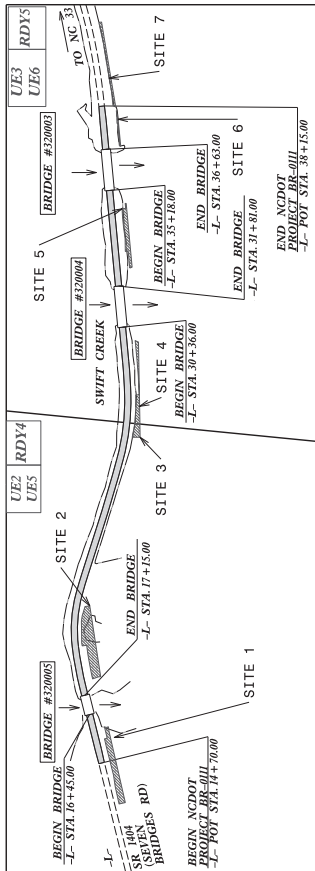 UE2 RDY4
UE5
UE3 RDY5
UE6
BRIDGE #320005
BEGIN BRIDGE
-L- STA. 16+45.00
-L-
SR 1404
(SEVEN
BRIDGES RD)
BEGIN NCDOT
PROJECT BR-0111
-L- POT STA. 14+70.00
SITE 1
SITE 2
END BRIDGE
-L- STA. 17+15.00
SITE 3
SITE 4
BEGIN BRIDGE
-L- STA. 30+36.00
SWIFT CREEK
BRIDGE #320004
SITE 5
END BRIDGE
-L- STA. 31+81.00
BEGIN BRIDGE
-L- STA. 35+18.00
BRIDGE #320003
END BRIDGE
-L- STA. 36+63.00
SITE 6
END NCDOT
PROJECT BR-0111
-L- POT STA. 38+15.00
SITE 7
TO NC 33